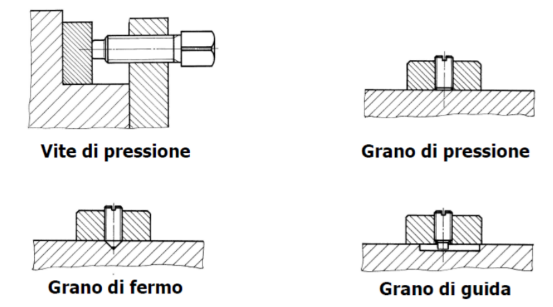 Vite di pressione
Grano di pressione
Grano di fermo
Grano di guida